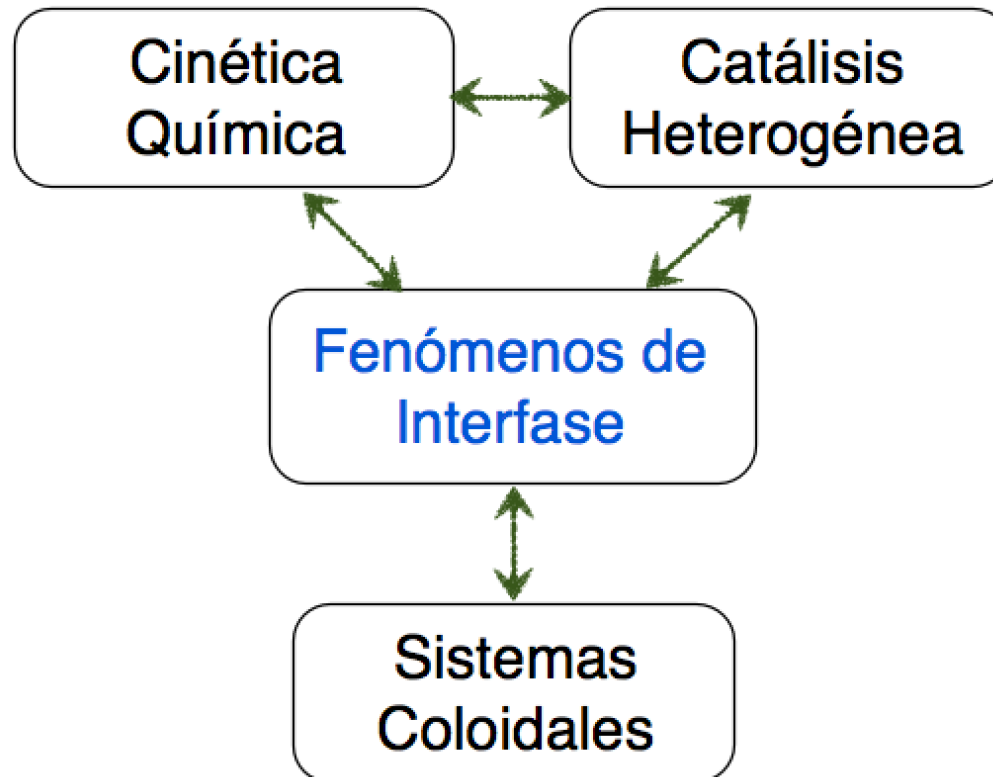 Cinética
Química
Catálisis
Heterogénea
Fenómenos de
Interfase
Sistemas
Coloidales